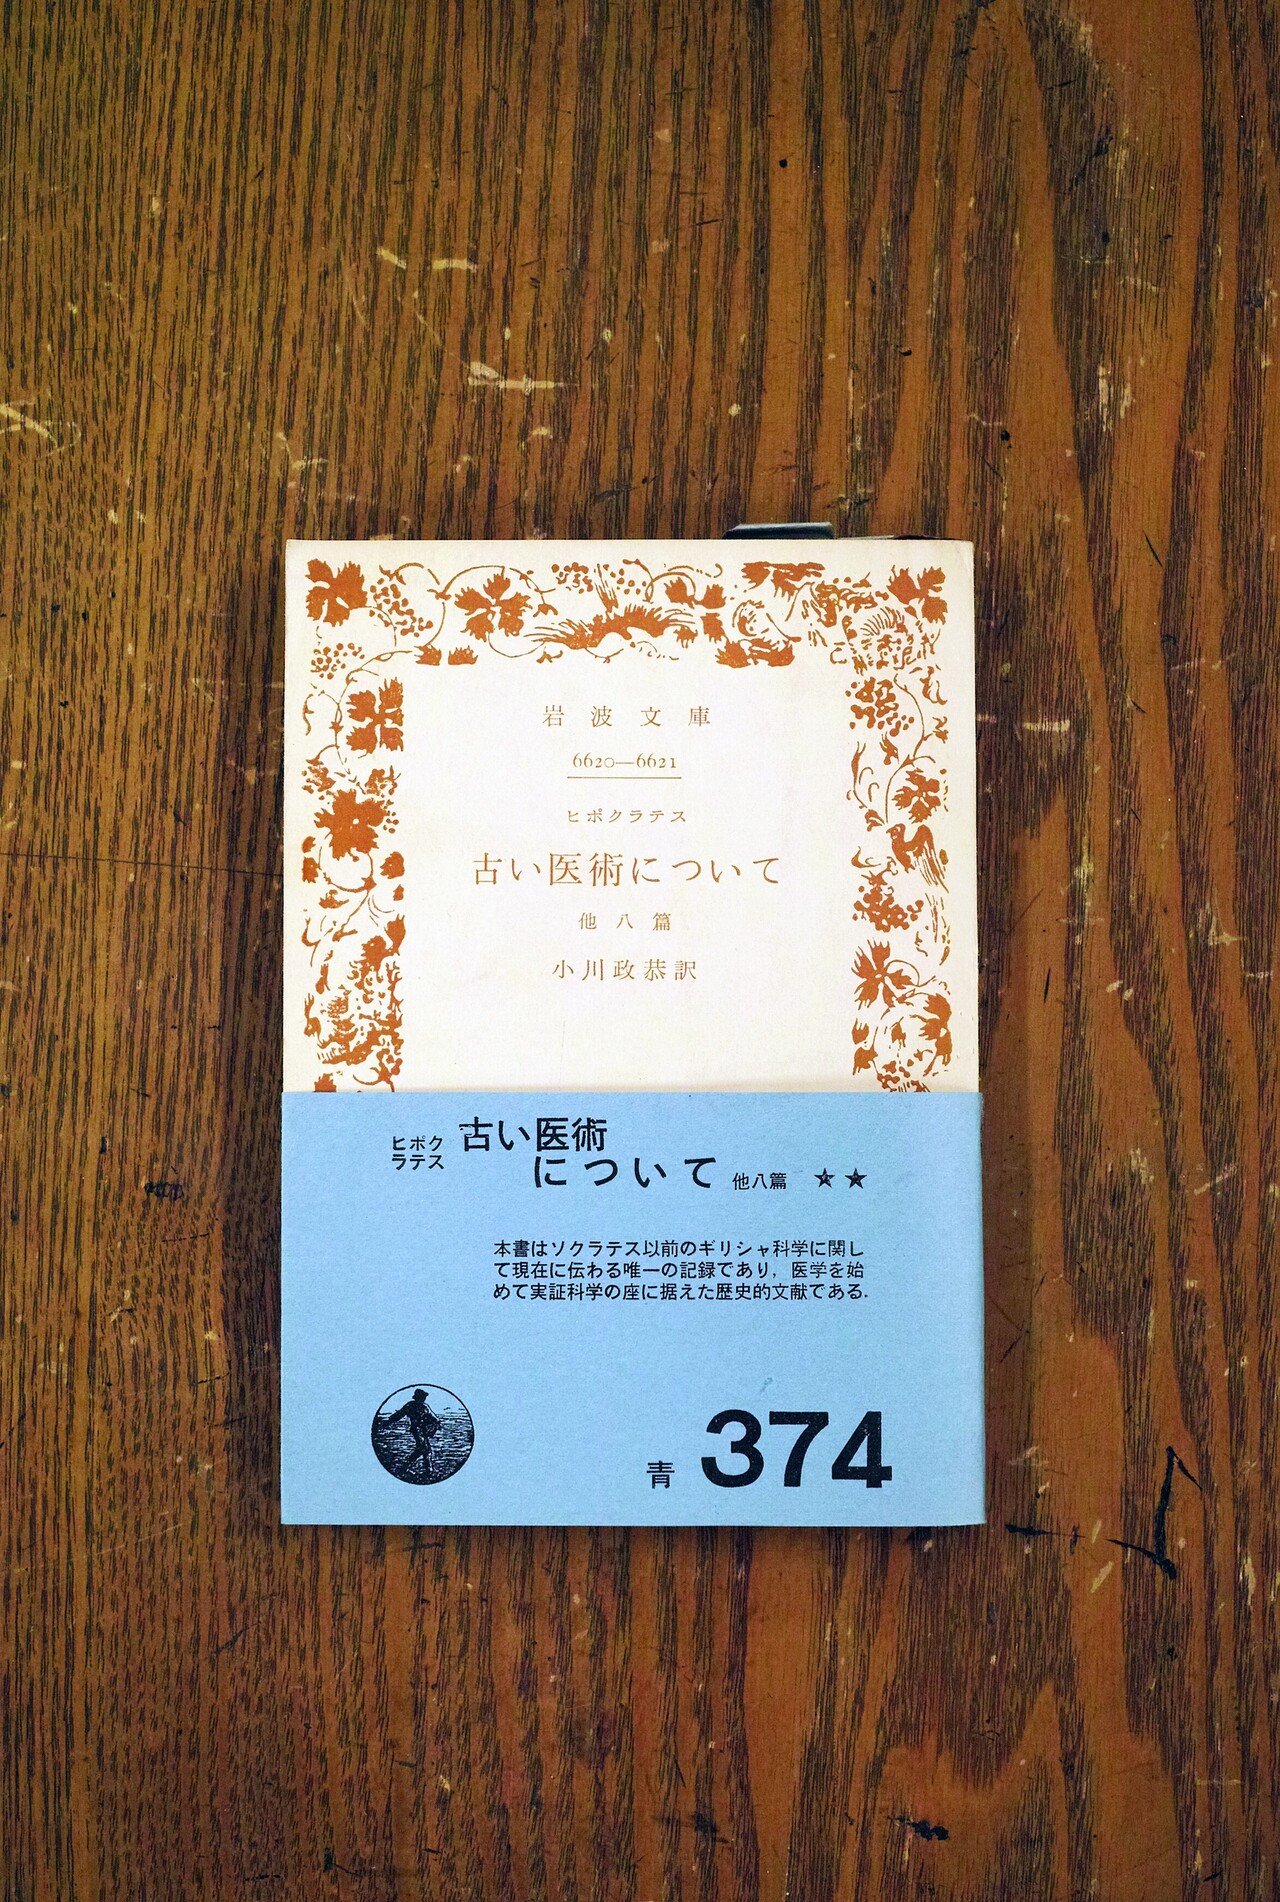 岩波文庫
6620—6621
ヒポクラテス
古い医術について
他八篇
小川政恭訳
ヒポク
ラテス
古い医術
について 他八篇 ★★
本書はソクラテス以前のギリシャ科学に関し
て現在に伝わる唯一の記録であり，医学を始
めて実証科学の座に据えた歴史的文献である．
青 374